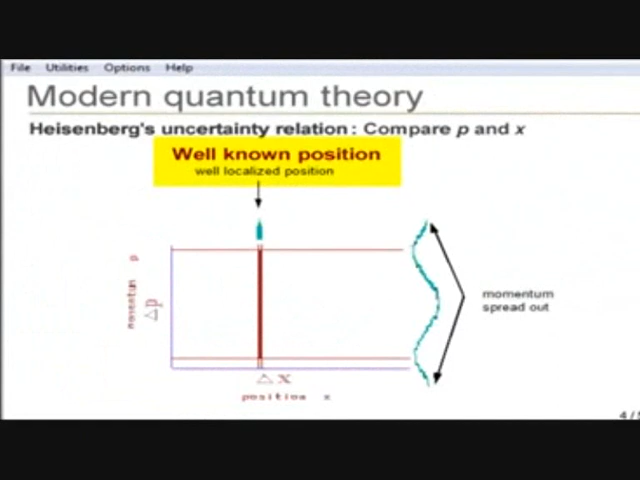 File Utilities Options Help
Modern quantum theory
Heisenberg's uncertainty relation : Compare p and x
Well known position
well localized position
momentum p
Δp
momentum
spread out
Δx
position x